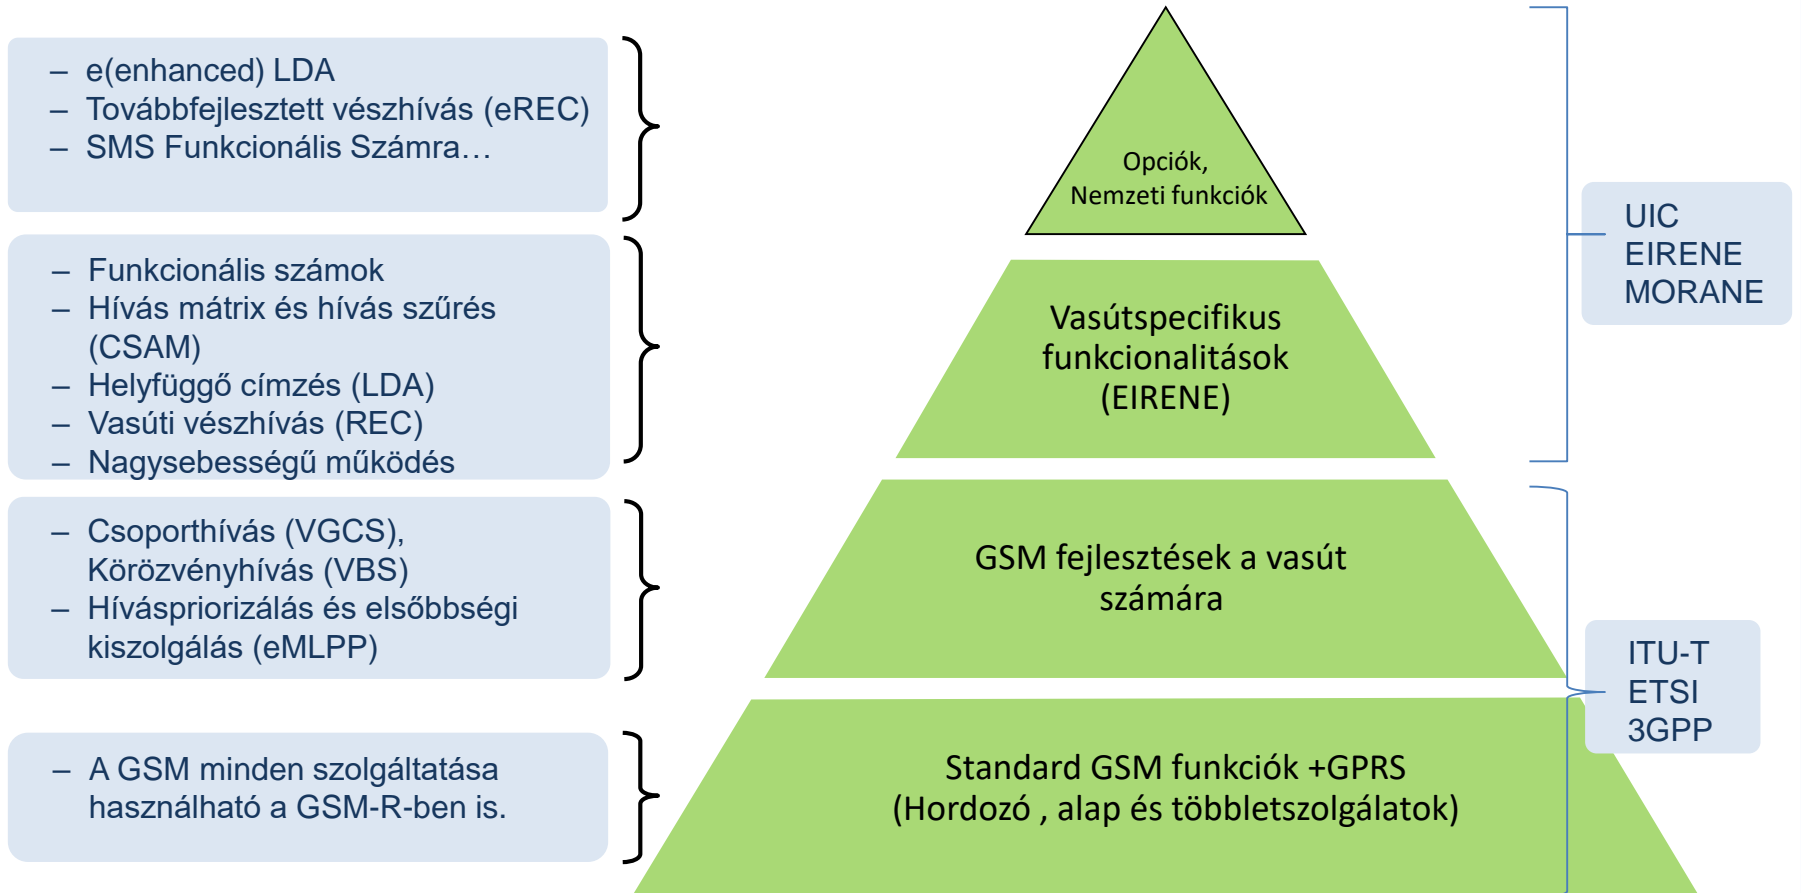 – e(enhanced) LDA
– Továbbfejlesztett vészhívás (eREC)
– SMS Funkcionális Számra…
– Funkcionális számok
– Hívás mátrix és hívás szűrés
(CSAM)
– Helyfüggő címzés (LDA)
– Vasúti vészhívás (REC)
– Nagysebességű működés
– Csoporthívás (VGCS),
Körözvényhívás (VBS)
– Híváspriorizálás és elsőbbségi
kiszolgálás (eMLPP)
– A GSM minden szolgáltatása
használható a GSM-R-ben is.
Opciók,
Nemzeti funkciók
Vasútspecifikus
funkcionalitások
(EIRENE)
GSM fejlesztések a vasút
számára
Standard GSM funkciók +GPRS
(Hordozó , alap és többletszolgálatok)
UIC
EIRENE
MORANE
ITU-T
ETSI
3GPP